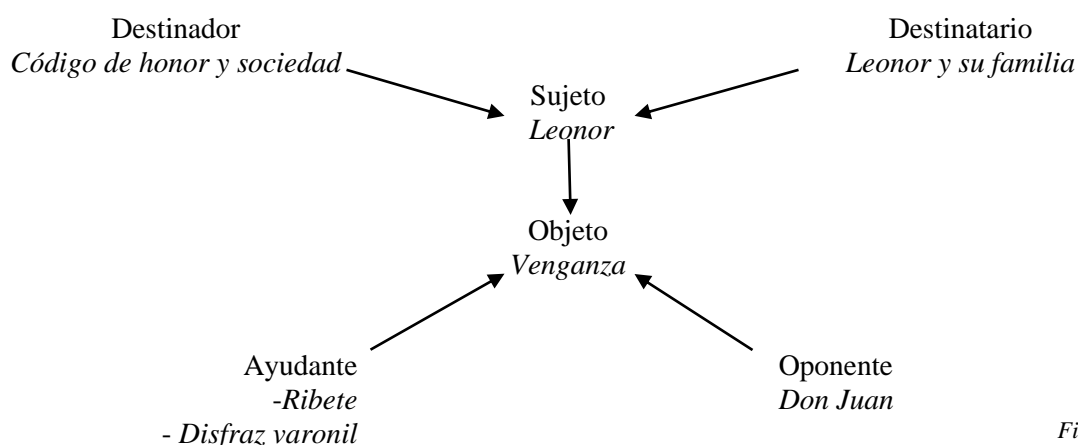 Destinador
Código de honor y sociedad
Destinatario
Leonor y su familia
Sujeto
Leonor
Objeto
Venganza
Ayudante
-Ribete
- Disfraz varonil
Oponente
Don Juan
Fi